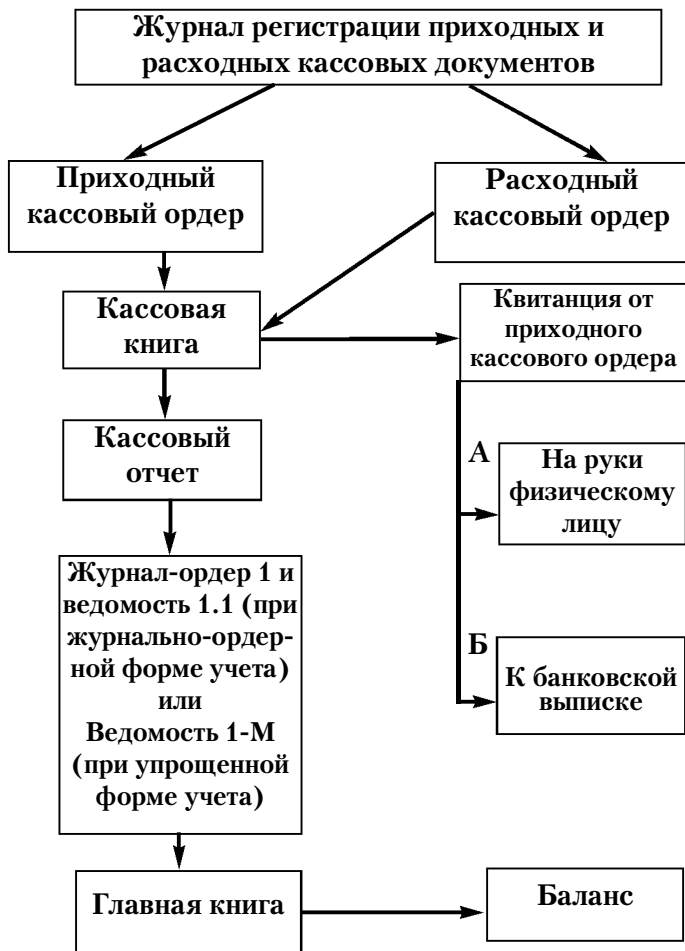 Журнал регистрации приходных и
расходных кассовых документов
Приходный
кассовый ордер
Расходный
кассовый ордер
Кассовая
книга
Квитанция от
приходного
кассового ордера
Кассовый
отчет
А
На руки
физическому
лицу
Журнал-ордер 1 и
ведомость 1.1 (при
журнально-ордер-
ной форме учета)
или
Ведомость 1-М
(при упрощенной
форме учета)
Б
К банковской
выписке
Главная книга
Баланс